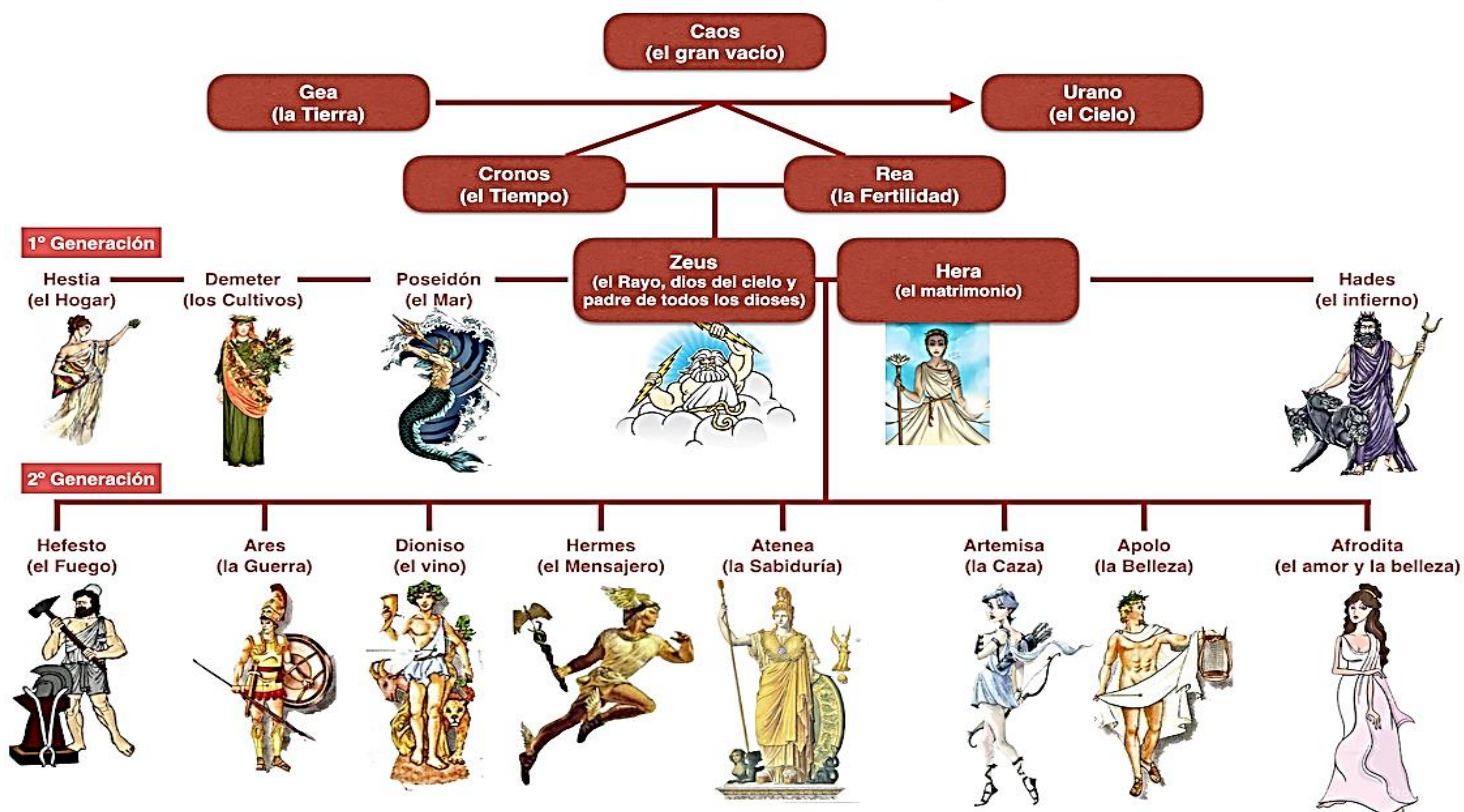 Caos
(el gran vacío)
Gea
(la Tierra)
Urano
(el Cielo)
Cronos
(el Tiempo)
Rea
(la Fertilidad)
1º Generación
Hestia
(el Hogar)
Demeter
(los Cultivos)
Poseidón
(el Mar)
Zeus
(el Rayo, dios del cielo y
padre de todos los dioses)
Hera
(el matrimonio)
Hades
(el infierno)
2º Generación
Hefesto
(el Fuego)
Ares
(la Guerra)
Dioniso
(el vino)
Hermes
(el Mensajero)
Atenea
(la Sabiduría)
Artemisa
(la Caza)
Apolo
(la Belleza)
Afrodita
(el amor y la belleza)